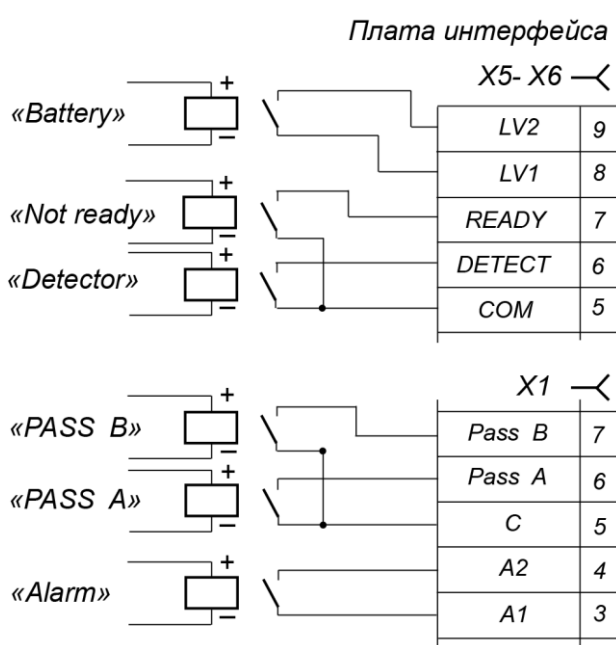 Плата интерфейса
X5- X6
«Battery» + − LV2 9
LV1 8
«Not ready» + − READY 7
«Detector» + − DETECT 6
COM 5
X1
«PASS B» + − Pass B 7
«PASS A» + − Pass A 6
C 5
«Alarm» + − A2 4
A1 3